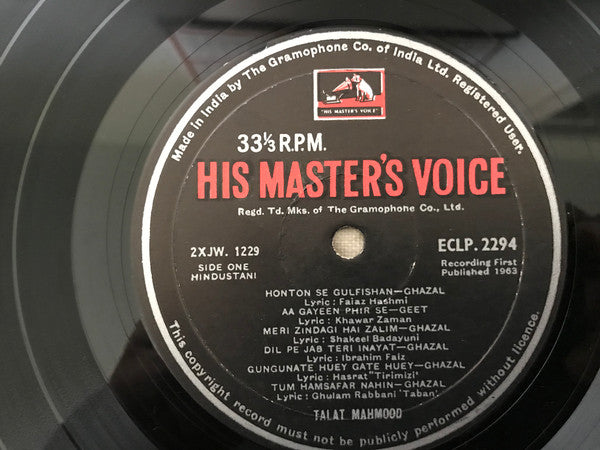 Made in India by The Gramophone Co. of India Ltd. Registered User.
"HIS MASTER'S VOICE"
33⅓ R.P.M.
HIS MASTER'S VOICE
Regd. Td. Mks. of The Gramophone Co., Ltd.
2XJW. 1229
ECLP. 2294
SIDE ONE
HINDUSTANI
Recording First
Published 1963
HONTON SE GULFISHAN—GHAZAL
Lyric : Faiaz Hashmi
AA GAYEEN PHIR SE—GEET
Lyric : Khawar Zaman
MERI ZINDAGI HAI ZALIM—GHAZAL
Lyric : Shakeel Badayuni
DIL PE JAB TERI INAYAT—GHAZAL
Lyric : Ibrahim Faiz
GUNGUNATE HUEY GATE HUEY—GHAZAL
Lyric : Hasrat "Tirimizi"
TUM HAMSAFAR NAHIN—GHAZAL
Lyric : Ghulam Rabbani 'Taban'
TALAT MAHMOOD
This copyright record must not be publicly performed without licence.